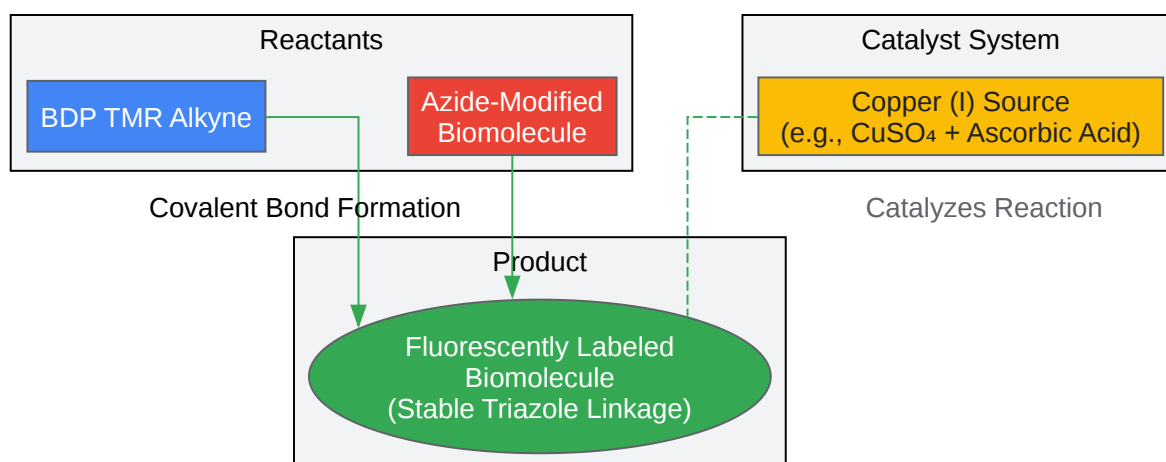 Reactants
BDP TMR Alkyne
Azide-Modified
Biomolecule
Catalyst System
Copper (I) Source
(e.g., CuSO₄ + Ascorbic Acid)
Covalent Bond Formation
Catalyzes Reaction
Product
Fluorescently Labeled
Biomolecule
(Stable Triazole Linkage)